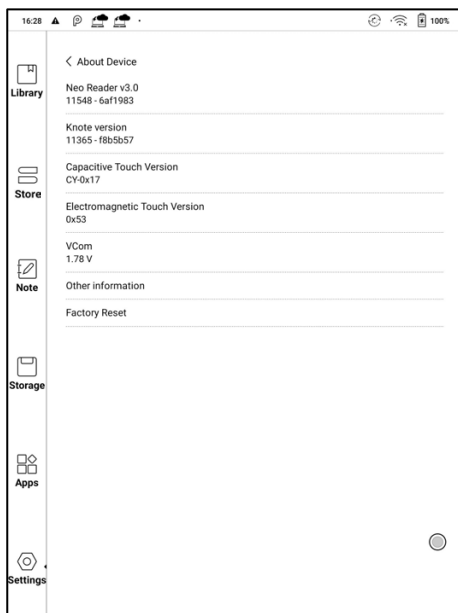 16:28
100%
About Device
Neo Reader v3.0
11548 - 6af1983
Knote version
11365 - f8b5b57
Capacitive Touch Version
CY-0x17
Electromagnetic Touch Version
0x53
VCom
1.78 V
Other information
Factory Reset
Library
Store
Note
Storage
Apps
Settings